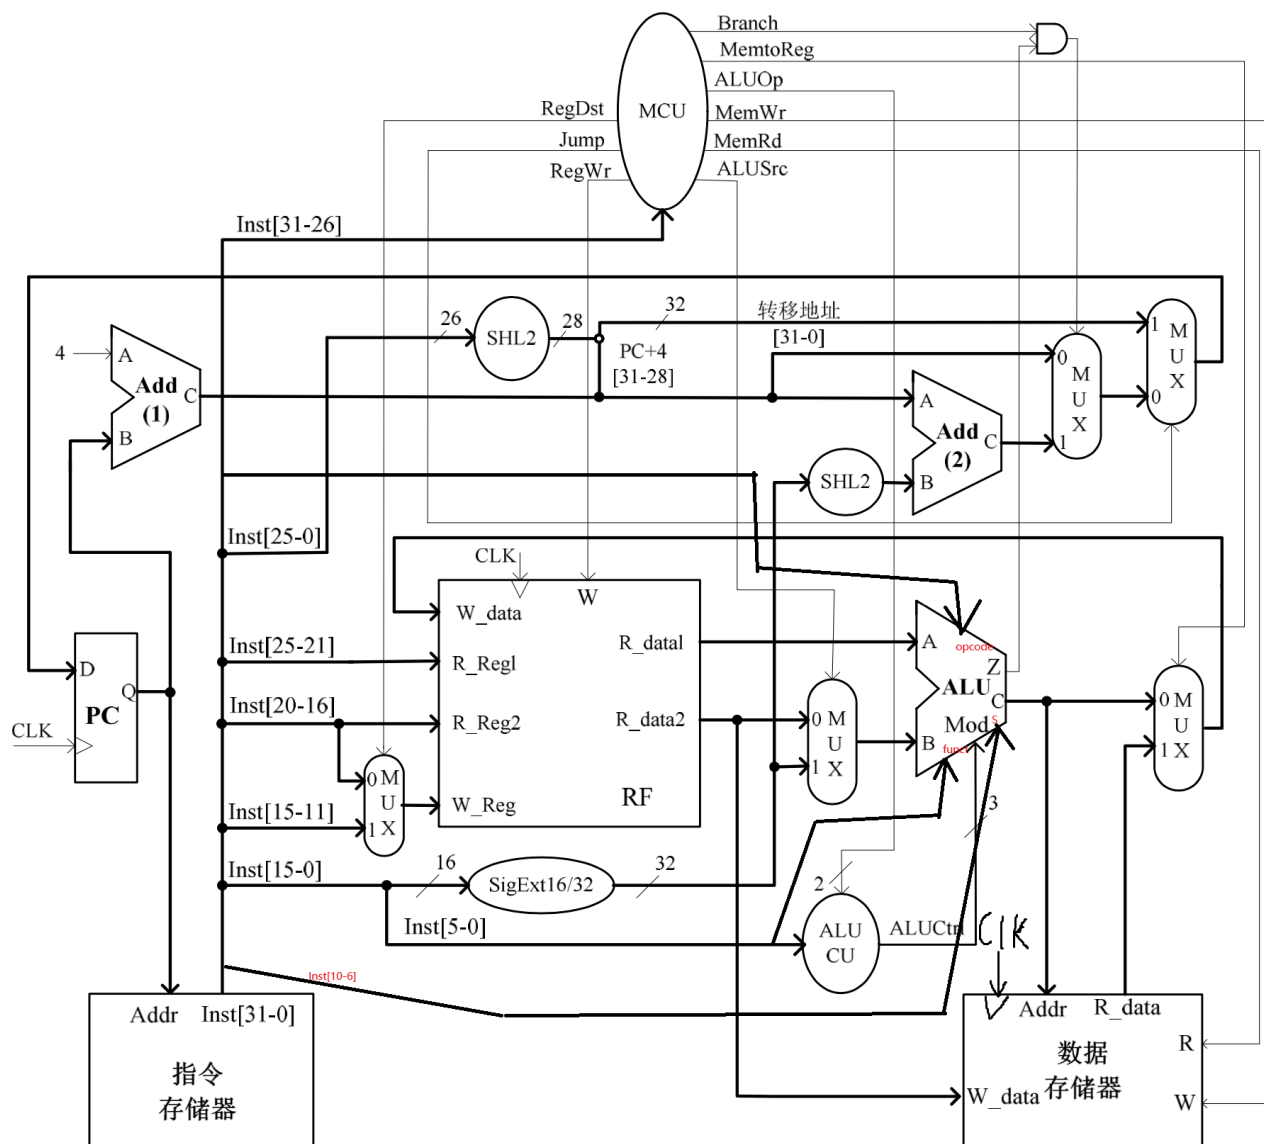 Branch
MemtoReg
ALUOp
RegDst
MCU
MemWr
Jump
MemRd
RegWr
ALUSrc
Inst[31-26]
26
SHL2
28
32
转移地址
[31-0]
PC+4
[31-28]
1
M
U
X
0
0
M
U
X
1
4
A
Add
(1)
C
B
A
Add
(2)
C
B
SHL2
Inst[25-0]
CLK
W
W_data
Inst[25-21]
R_Reg1
R_data1
Inst[20-16]
R_Reg2
R_data2
RF
W_Reg
D
Q
PC
CLK
0
M
U
1
X
Inst[15-11]
0
M
U
1
X
A
opcode
Z
ALU
C
Mod
S
B
funct
0
M
U
1
X
3
Inst[15-0]
16
SigExt16/32
32
2
Inst[5-0]
ALU
CU
ALUCtrl
CLK
Inst[10-6]
Addr
Inst[31-0]
指令
存储器
Addr
R_data
数据
存储器
R
W_data
W